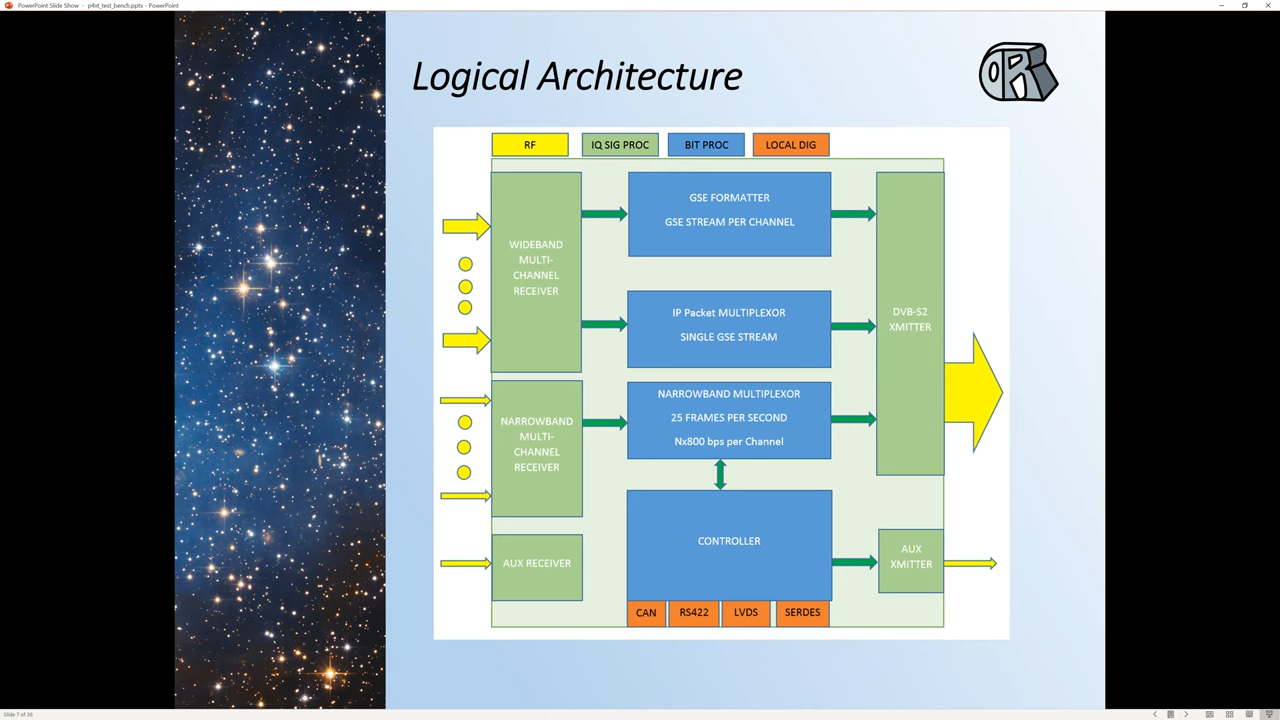 PowerPoint Slide Show - p4st_test_bench.pptx - PowerPoint
Logical Architecture
ORI
RF
IQ SIG PROC
BIT PROC
LOCAL DIG
WIDEBAND
MULTI-
CHANNEL
RECEIVER
GSE FORMATTER
GSE STREAM PER CHANNEL
IP Packet MULTIPLEXOR
SINGLE GSE STREAM
DVB-S2
XMITTER
NARROWBAND
MULTI-
CHANNEL
RECEIVER
NARROWBAND MULTIPLEXOR
25 FRAMES PER SECOND
Nx800 bps per Channel
AUX RECEIVER
CONTROLLER
AUX
XMITTER
CAN
RS422
LVDS
SERDES
Slide 7 of 36